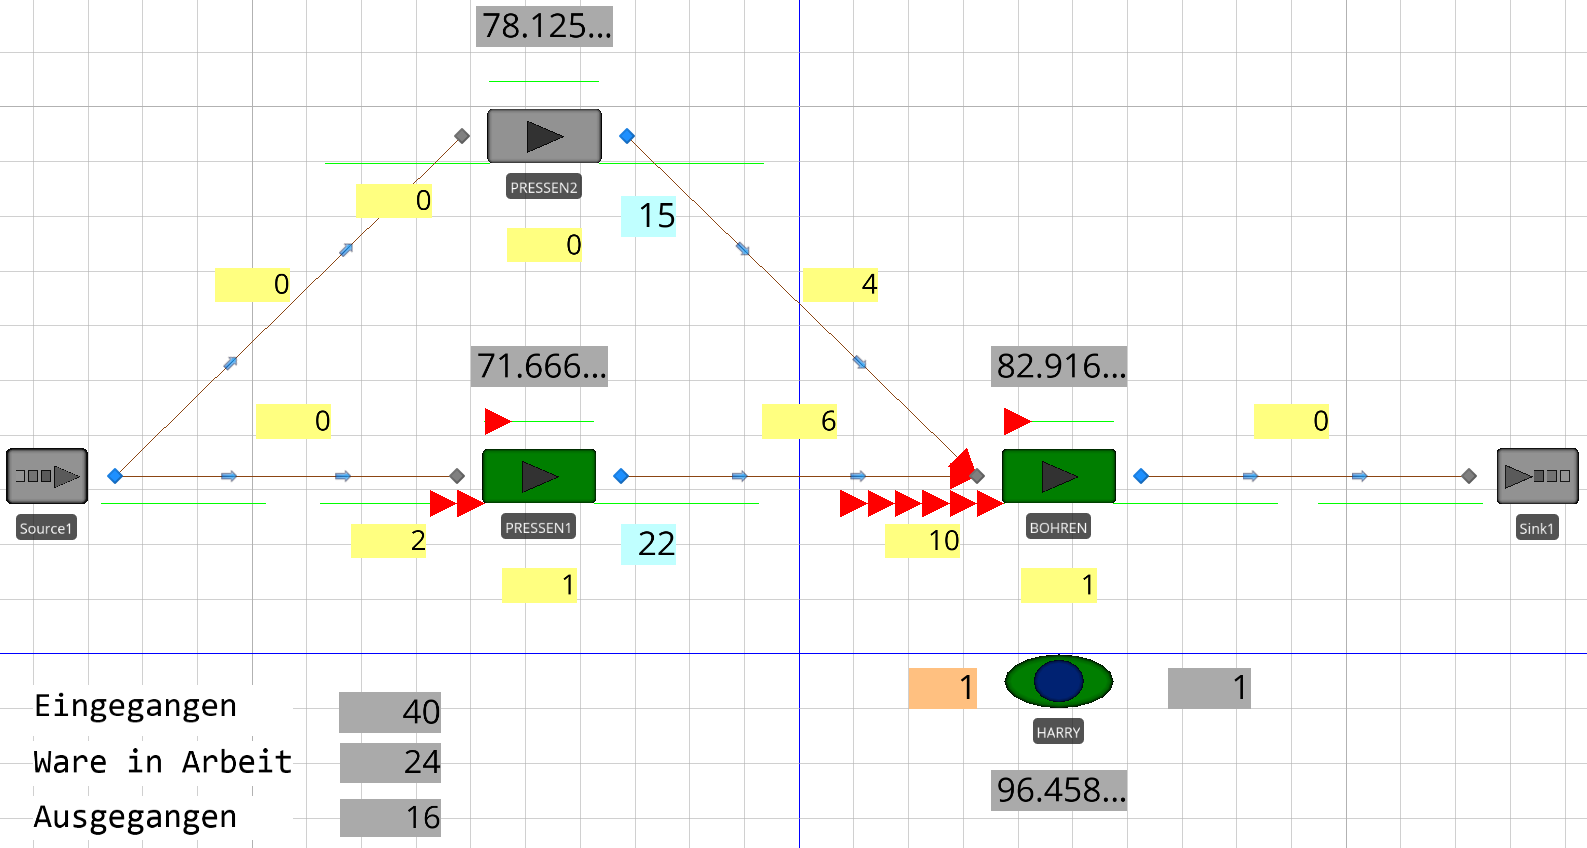 78.125...
PRESSEN2
0
15
0
0
4
71.666...
82.916...
0
6
0
Source1
PRESSEN1
BOHREN
Sink1
2
22
10
1
1
1
1
HARRY
Eingegangen 40
Ware in Arbeit 24
96.458...
Ausgegangen 16